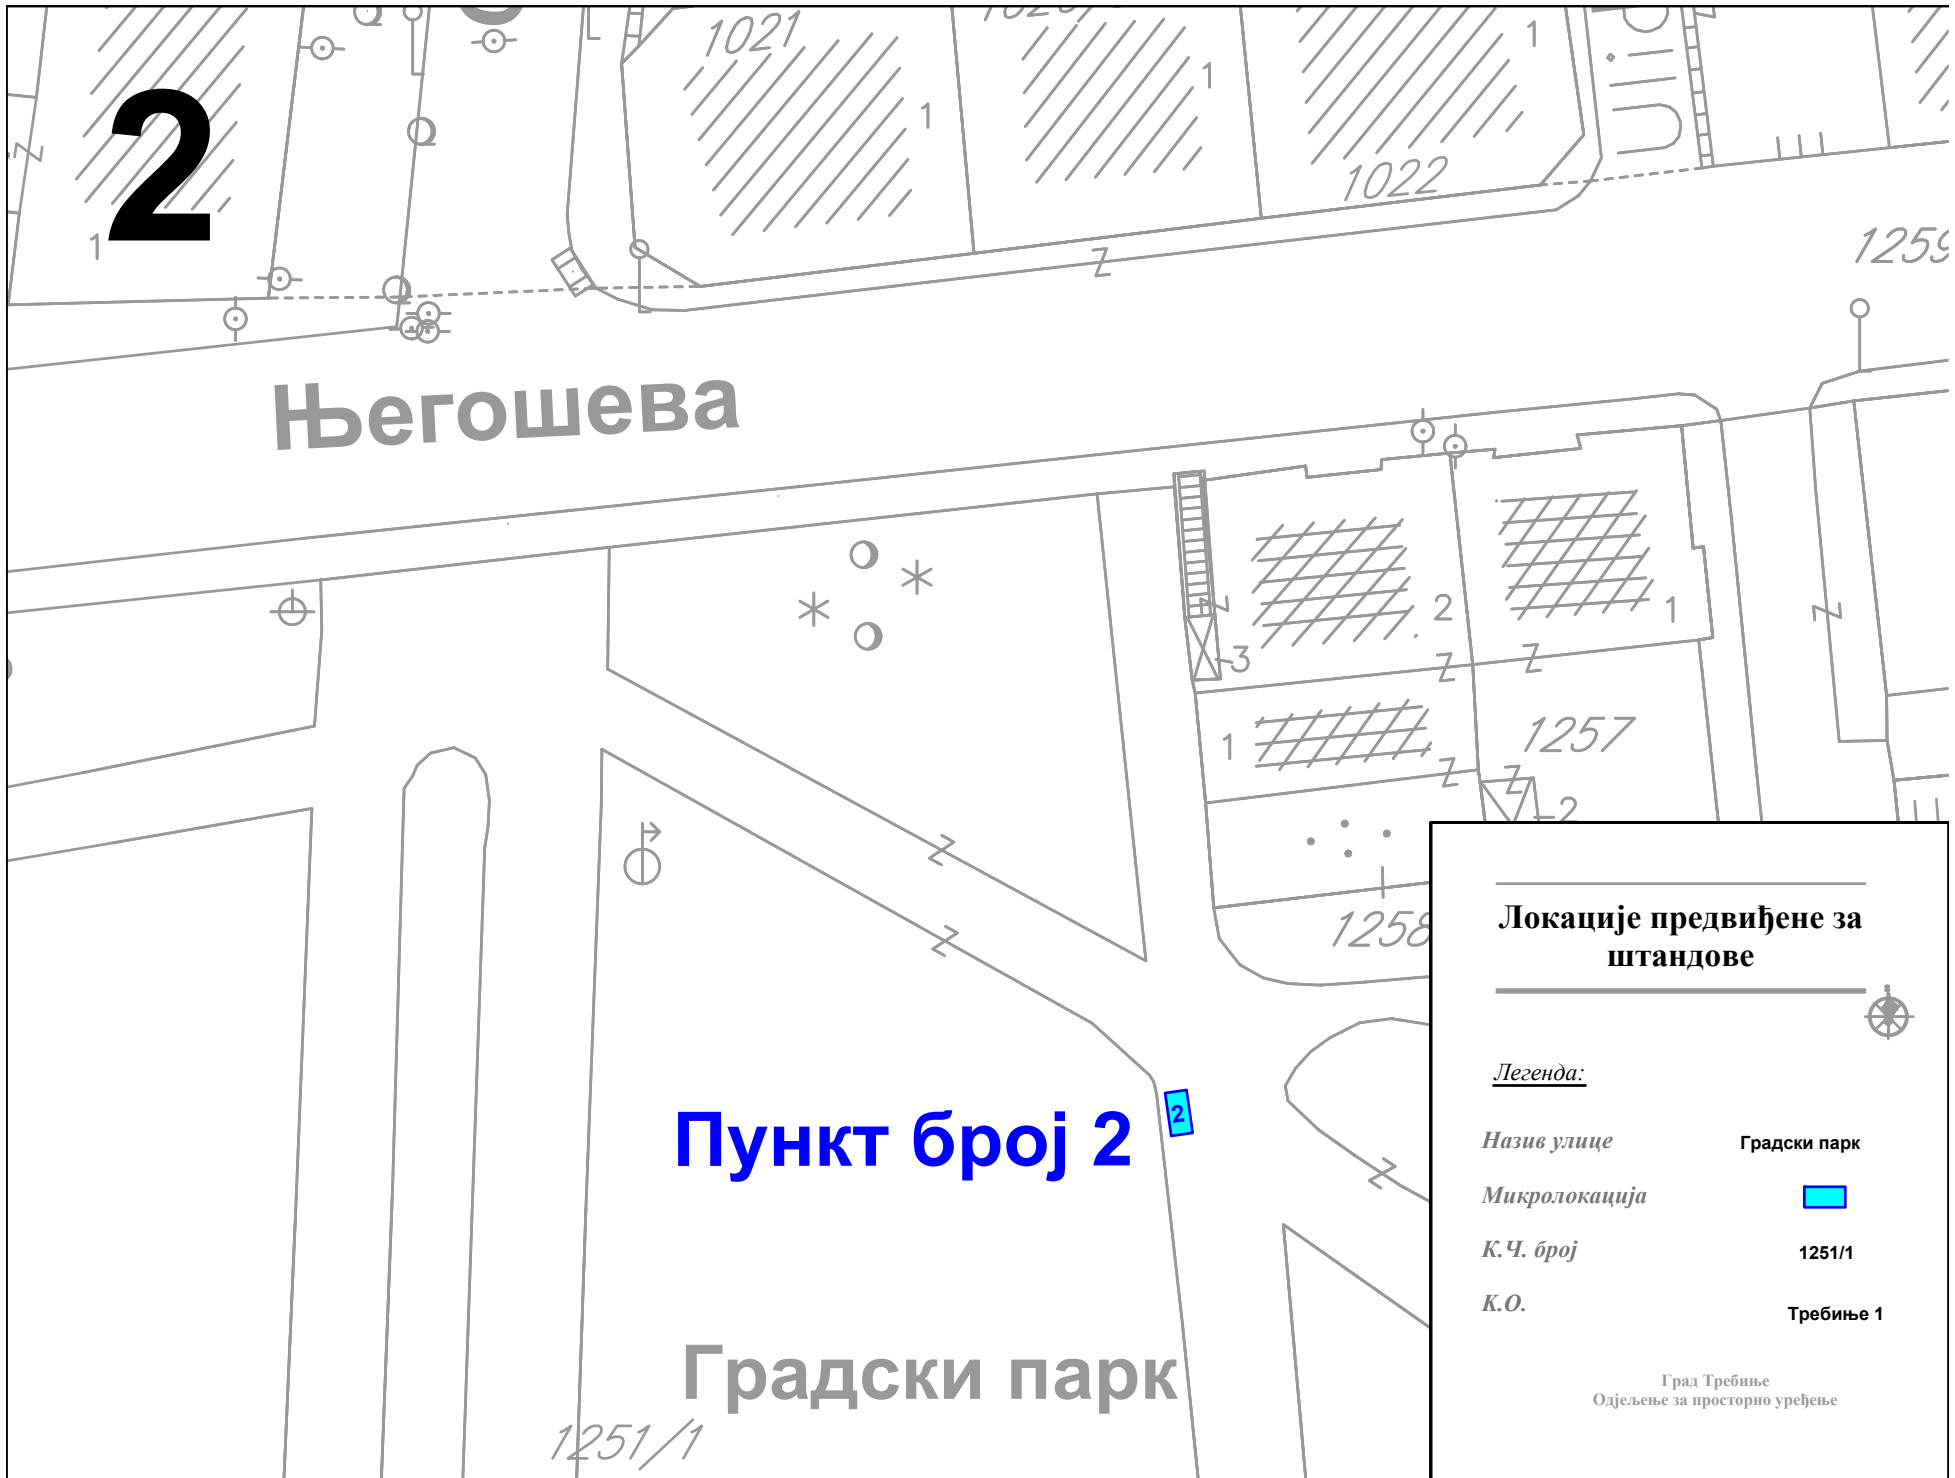 1021
1
1
1
2
1
1022
1259
Његошева
2
1
3
1
1257
2
1258
Пункт број 2
2
Градски парк
1251/1
Локације предвиђене за
штандове
Легенда:
Назив улице Градски парк
Микролокација
К.Ч. број 1251/1
К.О. Требиње 1
Град Требиње
Одјељење за просторно уређење